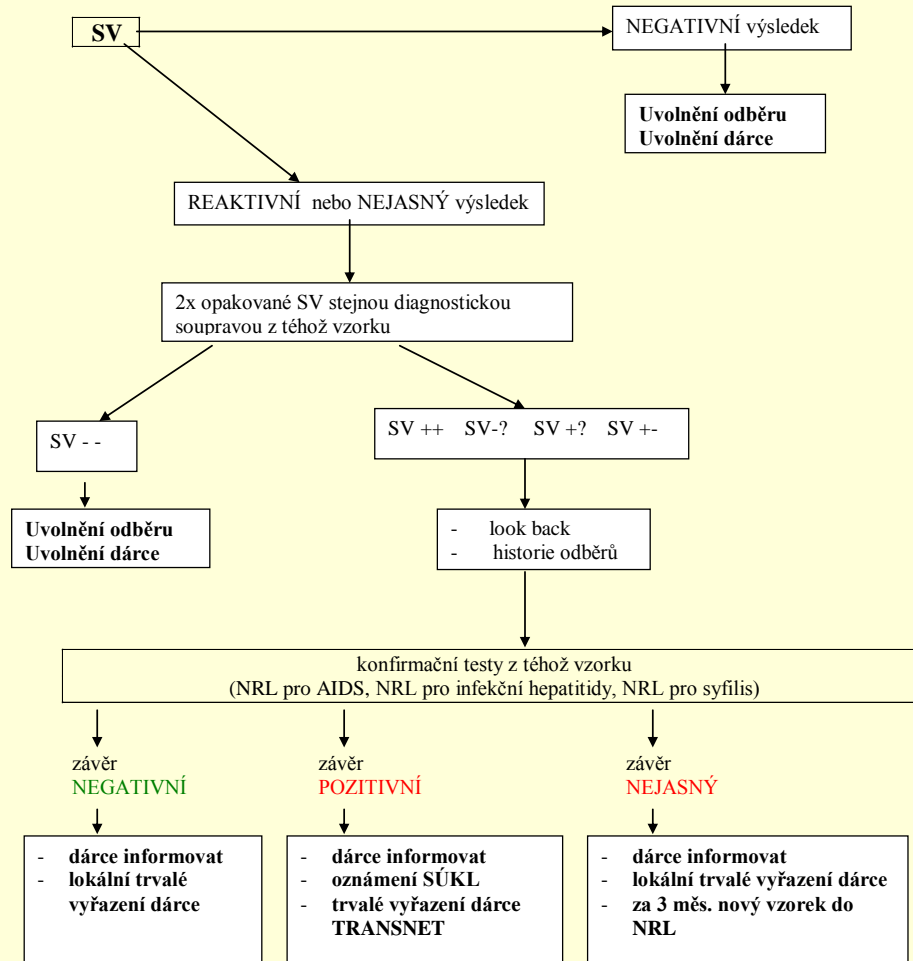 SV
NEGATIVNÍ výsledek
Uvolnění odběru
Uvolnění dárce
REAKTIVNÍ nebo NEJASNÝ výsledek
2x opakované SV stejnou diagnostickou
soupravou z téhož vzorku
SV - -
SV ++ SV-? SV +? SV +-
Uvolnění odběru
Uvolnění dárce
- look back
- historie odběrů
konfirmační testy z téhož vzorku
(NRL pro AIDS, NRL pro infekční hepatitidy, NRL pro syfilis)
závěr
NEGATIVNÍ
závěr
POZITIVNÍ
závěr
NEJASNÝ
- dárce informovat
- lokální trvalé
vyřazení dárce
- dárce informovat
- oznámení SÚKL
- trvalé vyřazení dárce
TRANSNET
- dárce informovat
- lokální trvalé vyřazení dárce
- za 3 měs. nový vzorek do
NRL